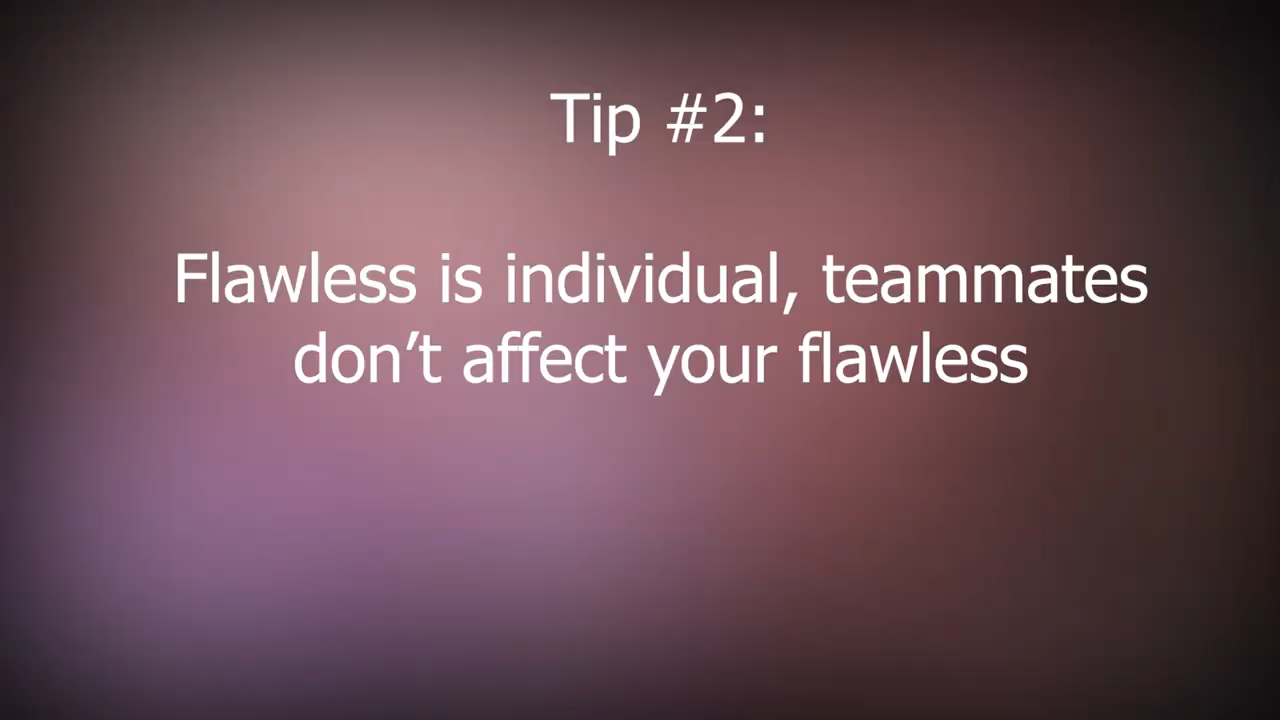 Tip #2:
Flawless is individual, teammates
don’t affect your flawless